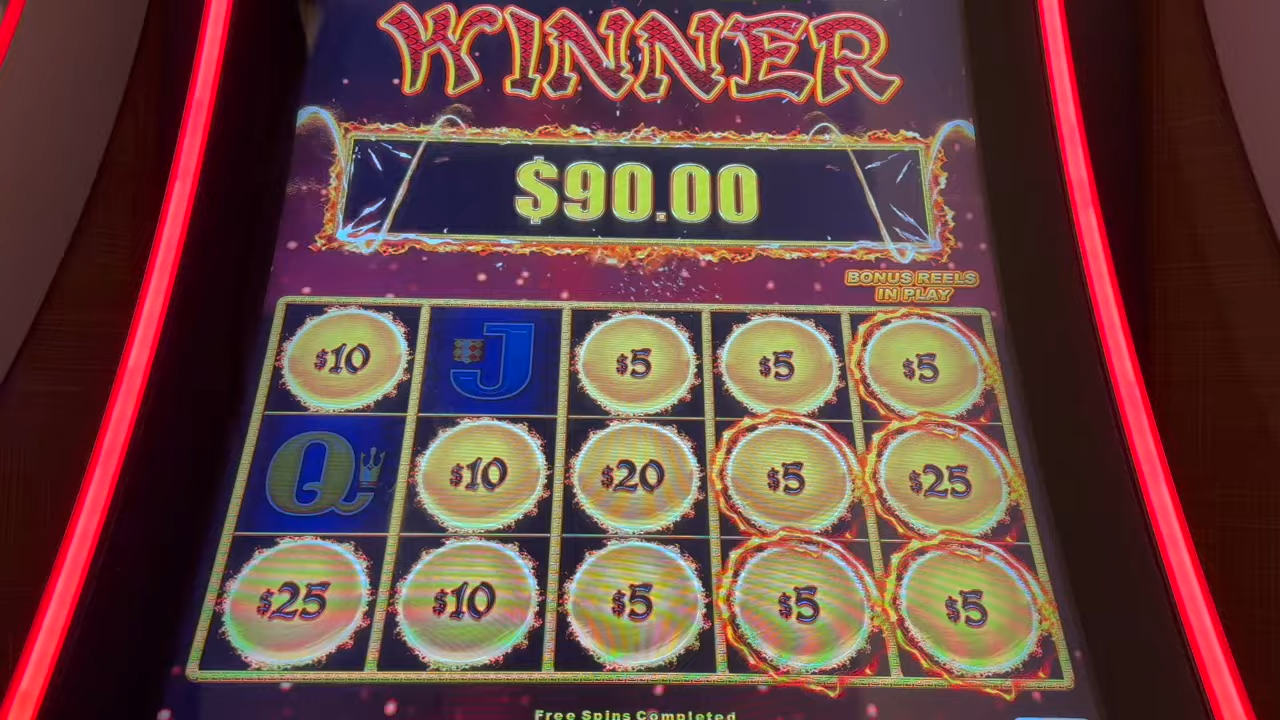 WINNER
$90.00
BONUS REELS
IN PLAY
$10 J $5 $5 $5
Q $10 $20 $5 $25
$25 $10 $5 $5 $5
Free Spins Completed